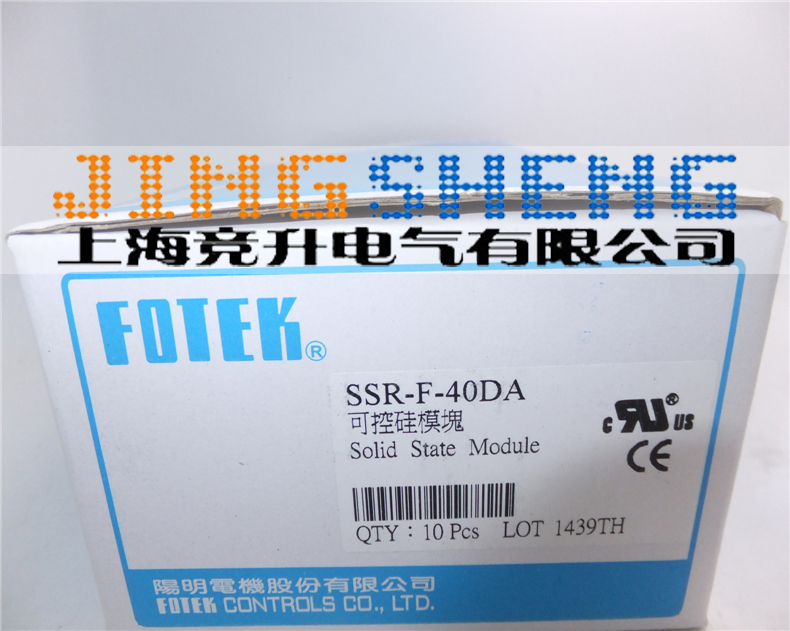 JINGSHENG
上海竞升电气有限公司
FOTEK®
SSR-F-40DA
可控硅模塊
Solid State Module
c RU® US
CE
QTY : 10 Pcs LOT 1439TH
陽明電機股份有限公司
FOTEK CONTROLS CO., LTD.